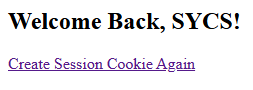 Welcome Back, SYCS!
Create Session Cookie Again